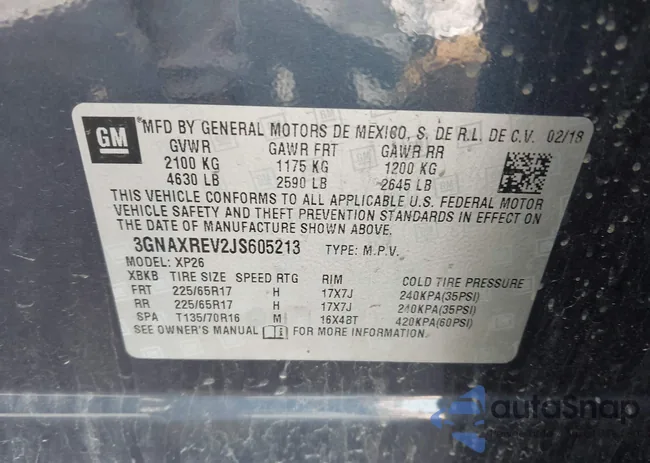 GM *MFD BY GENERAL MOTORS DE MEXICO, S. DE R.L. DE C.V. 02/18
GVWR GAWR FRT GAWR RR
2100 KG 1175 KG 1200 KG
4630 LB 2590 LB 2645 LB
THIS VEHICLE CONFORMS TO ALL APPLICABLE U.S. FEDERAL MOTOR
VEHICLE SAFETY AND THEFT PREVENTION STANDARDS IN EFFECT ON
THE DATE OF MANUFACTURE SHOWN ABOVE.
3GNAXREV2JS605213 TYPE: M.P.V.
MODEL: XP26
XBKB TIRE SIZE SPEED RTG RIM COLD TIRE PRESSURE
FRT 225/65R17 H 17X7J 240KPA(35PSI)
RR 225/65R17 H 17X7J 240KPA(35PSI)
SPA T135/70R16 M 16X4BT 420KPA(60PSI)
SEE OWNER'S MANUAL FOR MORE INFORMATION.
autoSnap